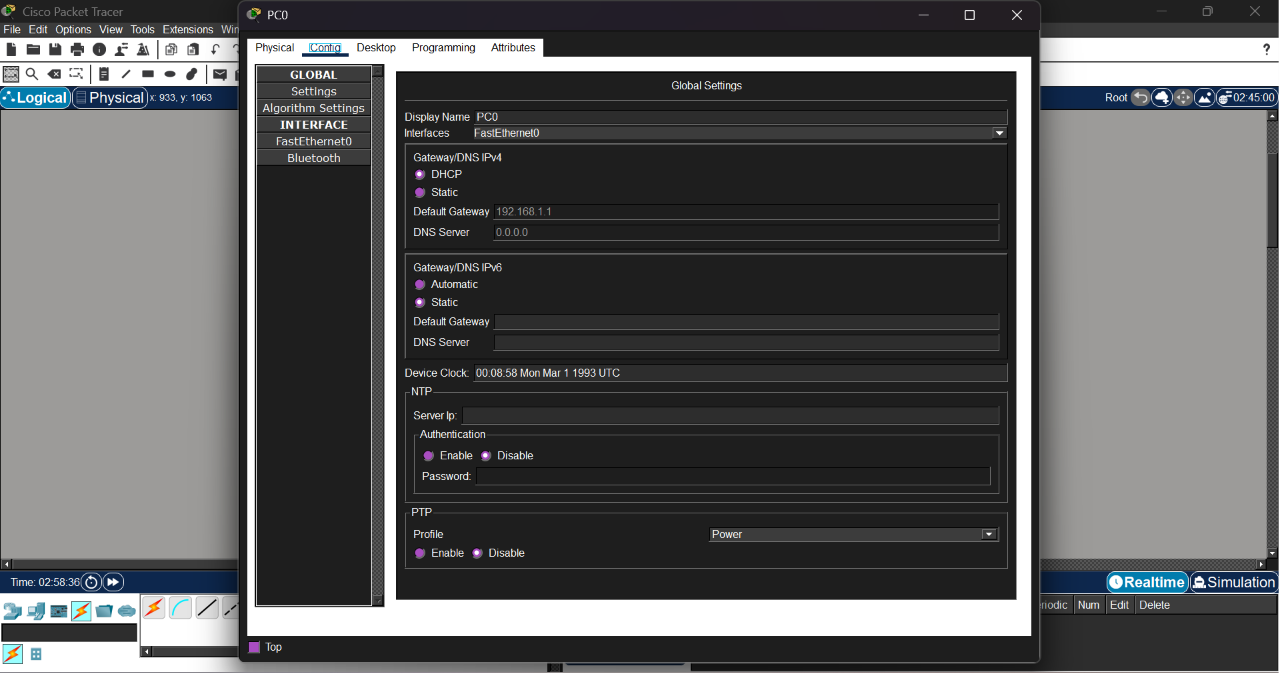 Cisco Packet Tracer
File Edit Options View Tools Extensions Win
PC0
Physical Config Desktop Programming Attributes
?
Logical Physical x: 933, y: 1063
Root 02:45:00
GLOBAL
Settings
Algorithm Settings
INTERFACE
FastEthernet0
Bluetooth
Global Settings
Display Name PC0
Interfaces FastEthernet0
Gateway/DNS IPv4
DHCP
Static
Default Gateway 192.168.1.1
DNS Server 0.0.0.0
Gateway/DNS IPv6
Automatic
Static
Default Gateway
DNS Server
Device Clock: 00:08:58 Mon Mar 1 1993 UTC
NTP
Server Ip:
Authentication
Enable Disable
Password:
PTP
Profile Power
Enable Disable
Top
Time: 02:58:36
Realtime Simulation
riodic Num Edit Delete